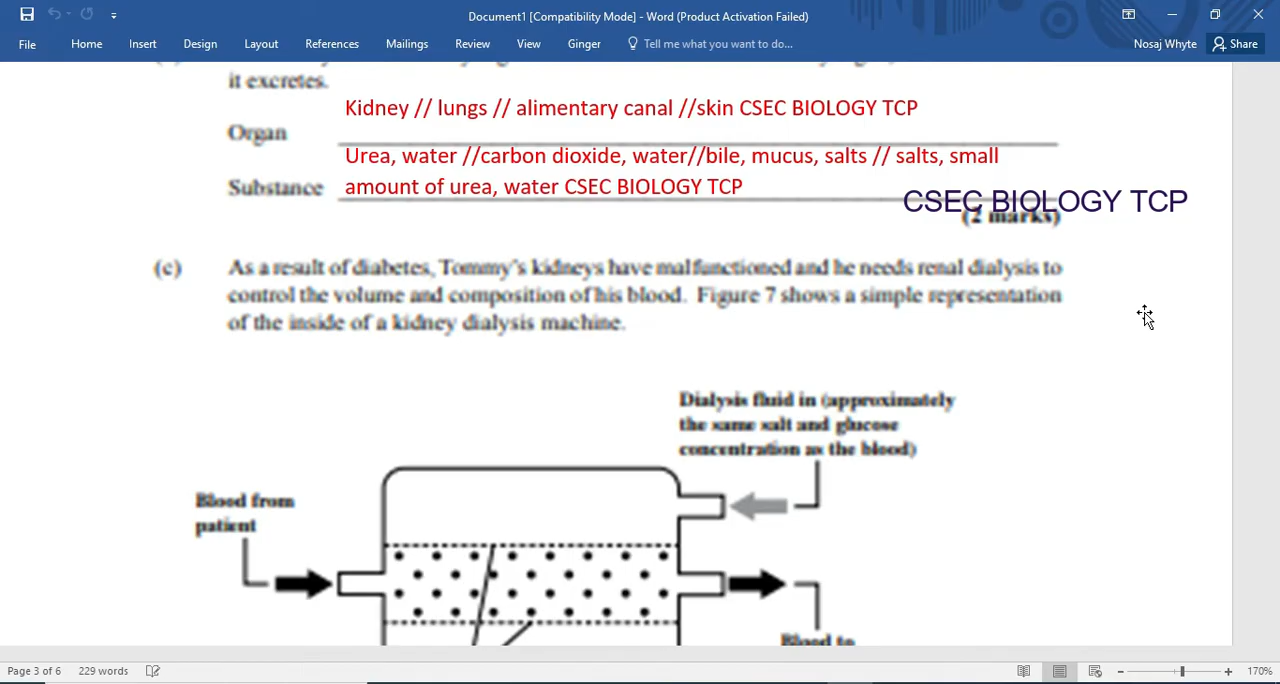 Document1 [Compatibility Mode] - Word (Product Activation Failed)
File Home Insert Design Layout References Mailings Review View Ginger Tell me what you want to do... Nosaj Whyte Share
it excretes.
Kidney // lungs // alimentary canal //skin CSEC BIOLOGY TCP
Organ
Urea, water //carbon dioxide, water//bile, mucus, salts // salts, small
Substance amount of urea, water CSEC BIOLOGY TCP
CSEC BIOLOGY TCP
(2 marks)
(c) As a result of diabetes, Tommy's kidneys have malfunctioned and he needs renal dialysis to
control the volume and composition of his blood. Figure 7 shows a simple representation
of the inside of a kidney dialysis machine.
Dialysis fluid in (approximately
the same salt and glucose
concentration as the blood)
Blood from
patient
Blood to
Page 3 of 6 229 words 170%